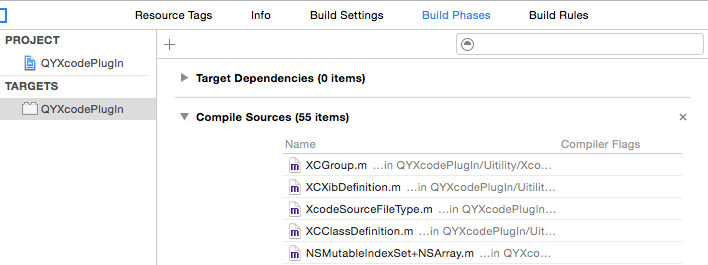 Resource Tags Info Build Settings Build Phases Build Rules
PROJECT
QYXcodePlugIn
TARGETS
QYXcodePlugIn
Target Dependencies (0 items)
Compile Sources (55 items)
Name Compiler Flags
XCGroup.m ...in QYXcodePlugIn/Uitility/Xco...
XCXibDefinition.m ...in QYXcodePlugIn/Uitilit...
XcodeSourceFileType.m ...in QYXcodePlugIn...
XCClassDefinition.m ...in QYXcodePlugIn/Uit...
NSMutableIndexSet+NSArray.m ...in QYXco...